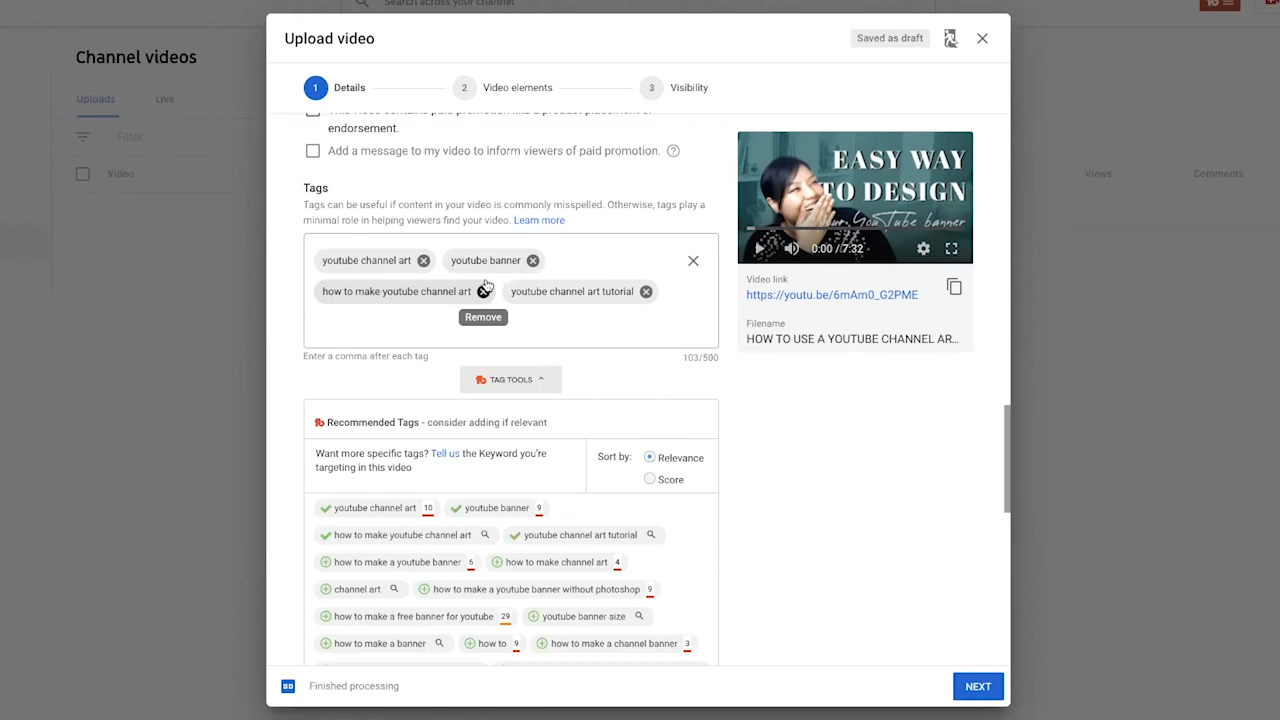 Search across your channel
Upload video
Saved as draft
Channel videos
1 Details
2 Video elements
3 Visibility
Uploads
Live
This video contains paid promotion like a product placement or
endorsement.
Filter
Add a message to my video to inform viewers of paid promotion.
Video
Views
Comments
Tags
Tags can be useful if content in your video is commonly misspelled. Otherwise, tags play a
minimal role in helping viewers find your video. Learn more
youtube channel art
youtube banner
how to make youtube channel art
youtube channel art tutorial
Remove
Enter a comma after each tag
103/500
EASY WAY
TO DESIGN
your YouTube banner
0:00 / 7:32
Video link
https://youtu.be/6mAm0_G2PME
Filename
HOW TO USE A YOUTUBE CHANNEL AR...
TAG TOOLS
Recommended Tags - consider adding if relevant
Want more specific tags? Tell us the Keyword you're
targeting in this video
Sort by:
Relevance
Score
youtube channel art 10
youtube banner 9
how to make youtube channel art
youtube channel art tutorial
how to make a youtube banner 6
how to make channel art 4
channel art
how to make a youtube banner without photoshop 9
how to make a free banner for youtube 29
youtube banner size
how to make a banner
how to 9
how to make a channel banner 3
Finished processing
NEXT